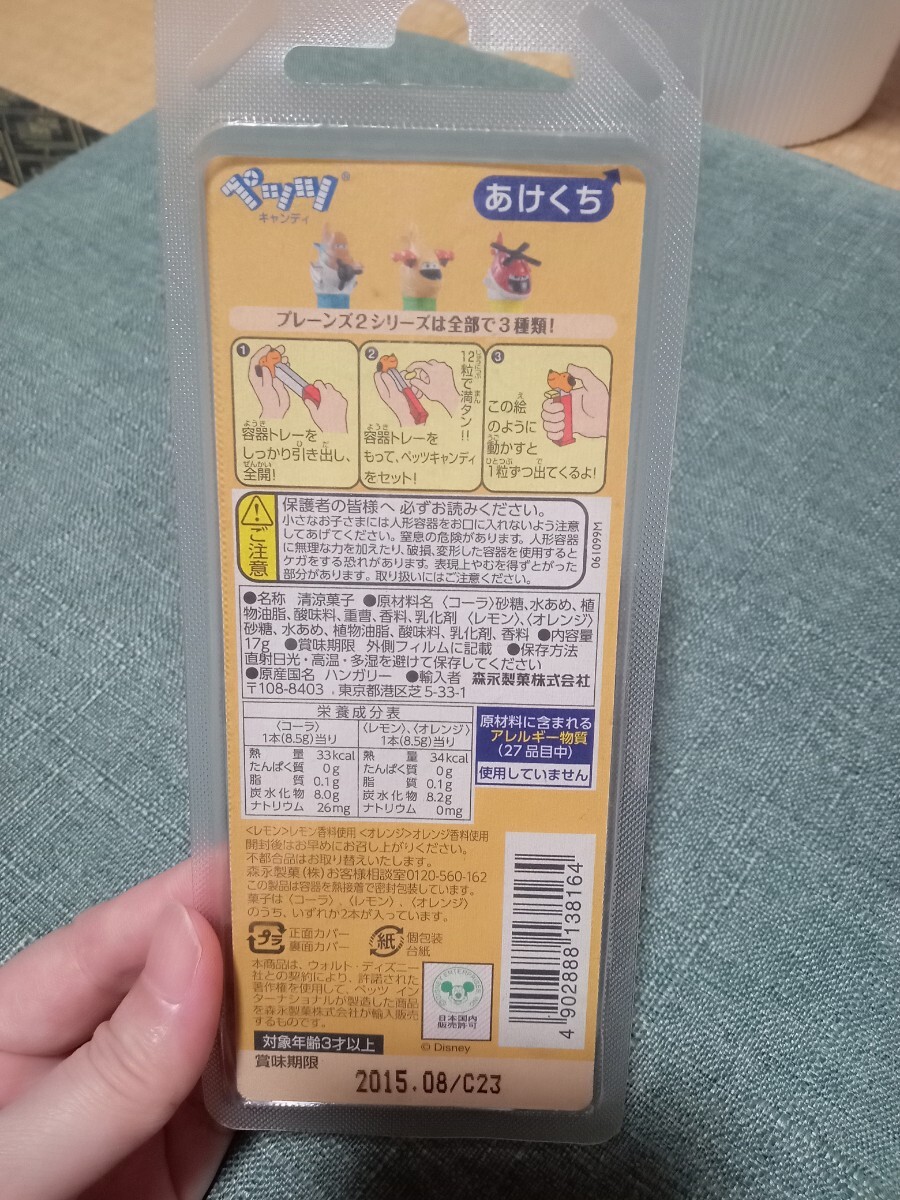 ペッツ®
キャンディ
あけくち
プレーンズ2シリーズは全部で3種類!
1
容器トレーを
しっかり引き出し、
全開!
2
12粒で満タン!!
容器トレーを
もって、ペッツキャンディ
をセット!
3
この絵
のように
動かすと
1粒ずつ出てくるよ!
ご注意
保護者の皆様へ 必ずお読みください。
小さなお子さまには人形容器をお口に入れないよう注意
してあげてください。窒息の危険があります。人形容器
に無理な力を加えたり、破損、変形した容器を使用すると
ケガをする恐れがあります。表現上やむを得ずとがった
部分があります。取り扱いにはご注意ください。
061099M
●名称 清涼菓子 ●原材料名 〈コーラ〉砂糖、水あめ、植
物油脂、酸味料、重曹、香料、乳化剤 〈レモン〉、〈オレンジ〉
砂糖、水あめ、植物油脂、酸味料、乳化剤、香料 ●内容量
17g ●賞味期限 外側フィルムに記載 ●保存方法
直射日光・高温・多湿を避けて保存してください
●原産国名 ハンガリー ●輸入者 森永製菓株式会社
〒108-8403 東京都港区芝5-33-1
栄養成分表
〈コーラ〉 〈レモン〉、〈オレンジ〉
1本(8.5g)当り 1本(8.5g)当り
熱量 33kcal 熱量 34kcal
たんぱく質 0g たんぱく質 0g
脂質 0.1g 脂質 0.1g
炭水化物 8.0g 炭水化物 8.2g
ナトリウム 26mg ナトリウム 0mg
原材料に含まれる
アレルギー物質
(27品目中)
使用していません
<レモン>レモン香料使用 <オレンジ>オレンジ香料使用
開封後はお早めにお召し上がりください。
不都合品はお取り替えいたします。
森永製菓(株)お客様相談室0120-560-162
この製品は容器を熱接着で密封包装しています。
菓子は〈コーラ〉、〈レモン〉、〈オレンジ〉
のうち、いずれか2本が入っています。
プラ
正面カバー
裏面カバー
紙
個包装
台紙
本商品は、ウォルト・ディズニー
社との契約により、許諾された
著作権を使用して、ペッツ イン
ターナショナルが製造した商品
を森永製菓株式会社が輸入販売
するものです。
日本国内
販売許可
© Disney
4 902888 138164
対象年齢3才以上
賞味期限
2015.08/C23